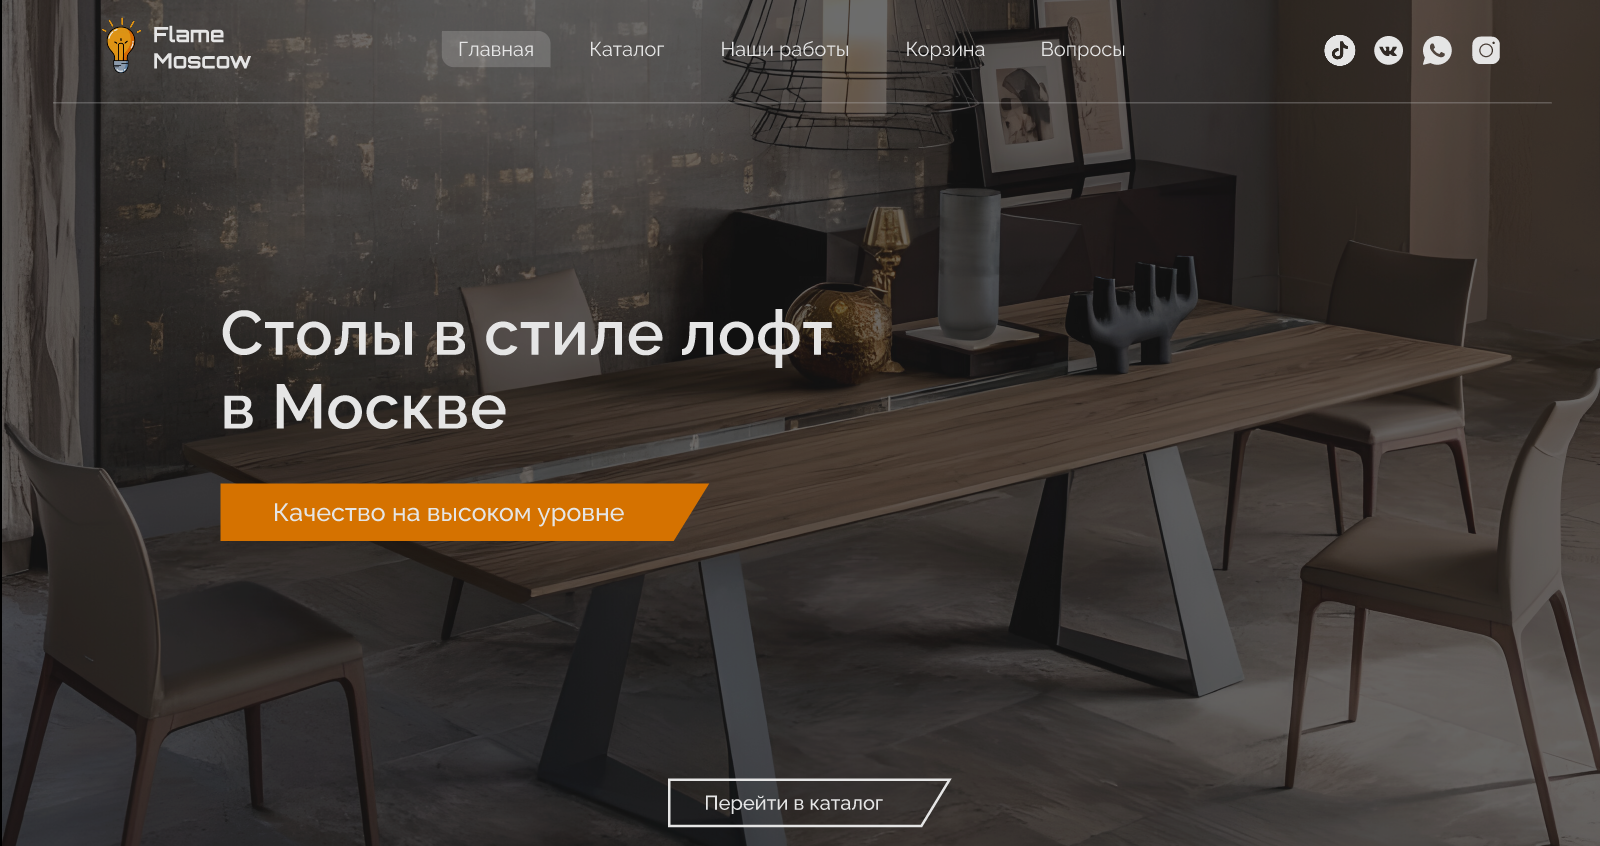 Flame
Moscow
Главная
Каталог
Наши работы
Корзина
Вопросы
Столы в стиле лофт
в Москве
Качество на высоком уровне
Перейти в каталог